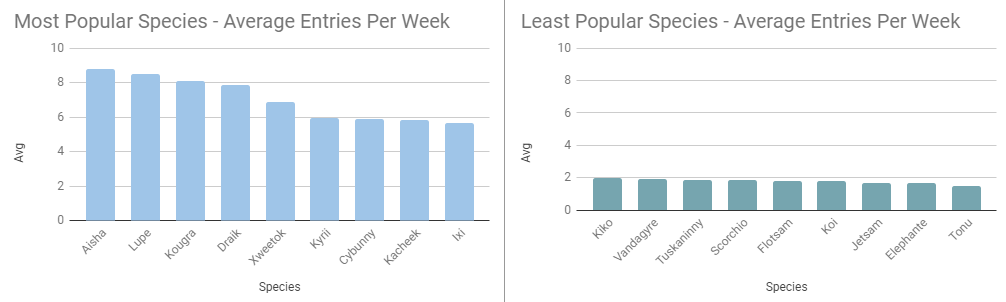 Most Popular Species - Average Entries Per Week
10
8
6
4
2
0
Avg
Aisha
Lupe
Kougra
Draik
Xweetok
Kyrii
Cybunny
Kacheek
Ixi
Species
Least Popular Species - Average Entries Per Week
10
8
6
4
2
0
Avg
Kiko
Vandagyre
Tuskaninny
Scorchio
Flotsam
Koi
Jetsam
Elephante
Tonu
Species